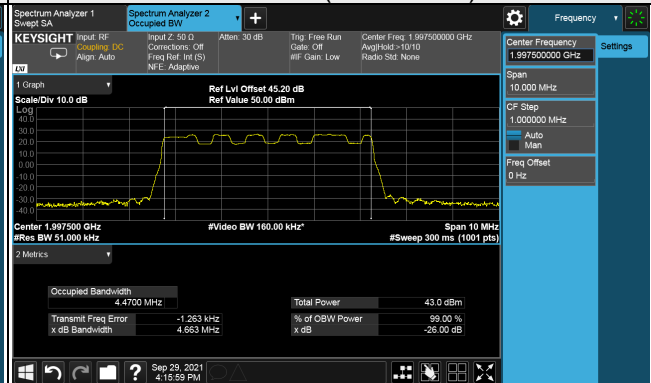 Spectrum Analyzer 1
Swept SA
Spectrum Analyzer 2
Occupied BW
Frequency
KEYSIGHT
Input: RF
Coupling: DC
Align: Auto
Input Z: 50 Ω
Corrections: Off
Freq Ref: Int (S)
NFE: Adaptive
Atten: 30 dB
Trig: Free Run
Gate: Off
#IF Gain: Low
Center Freq: 1.997500000 GHz
Avg|Hold:>10/10
Radio Std: None
LXI
Center Frequency
1.997500000 GHz
Settings
Span
10.000 MHz
CF Step
1.000000 MHz
Auto
Man
Freq Offset
0 Hz
1 Graph
Scale/Div 10.0 dB
Ref Lvl Offset 45.20 dB
Ref Value 50.00 dBm
Log
40.0
30.0
20.0
10.0
0.00
-10.0
-20.0
-30.0
-40.0
Center 1.997500 GHz
#Res BW 51.000 kHz
#Video BW 160.00 kHz*
Span 10 MHz
#Sweep 300 ms (1001 pts)
2 Metrics
Occupied Bandwidth
4.4700 MHz
Total Power 43.0 dBm
Transmit Freq Error -1.263 kHz
% of OBW Power 99.00 %
x dB Bandwidth 4.663 MHz
x dB -26.00 dB
?
Sep 29, 2021
4:15:59 PM